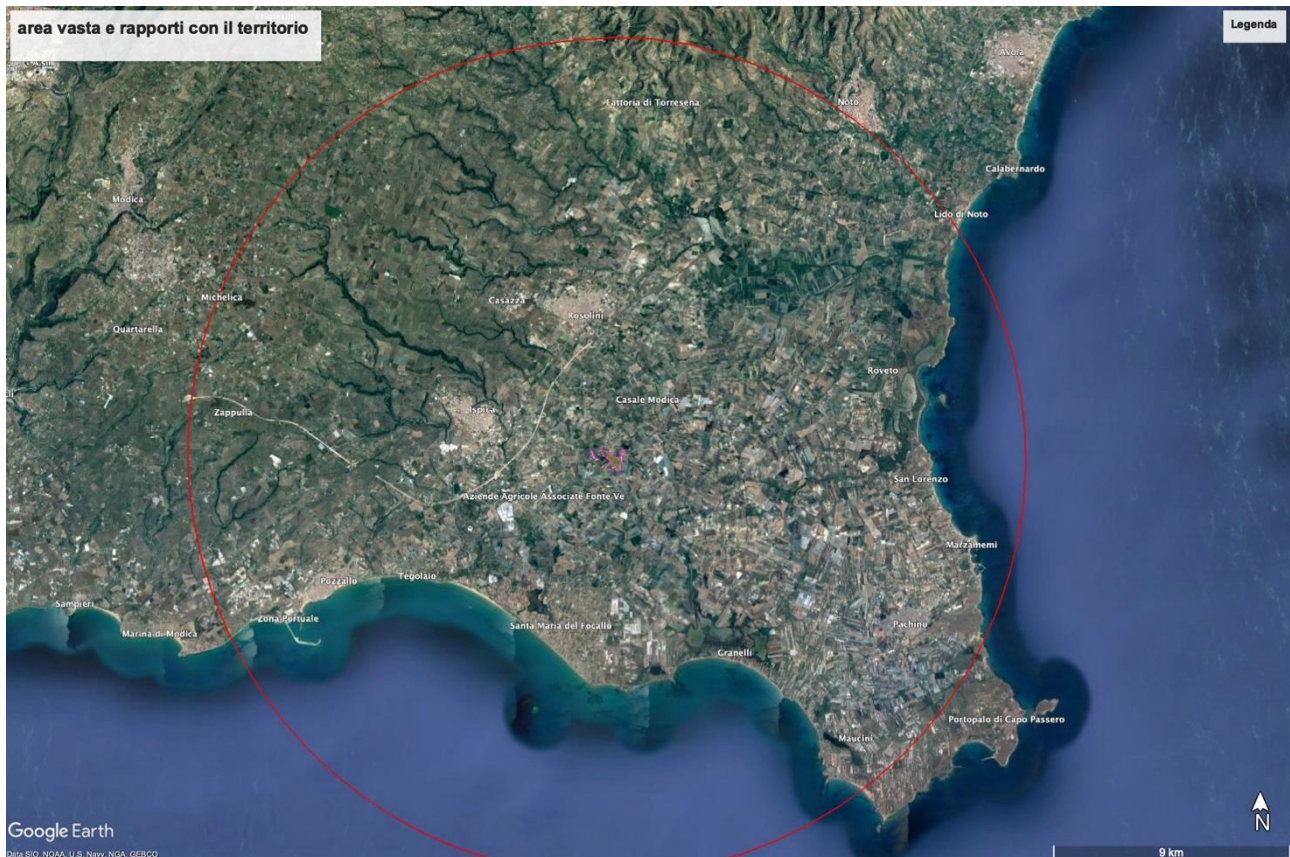 area vasta e rapporti con il territorio
Legenda
Avola
Fattoria di Torresena
Noto
Calabernardo
Modica
Lido di Noto
Michelica
Casazza
Rosolini
Quartarella
Roveto
Casale Modica
Zappulla
Ispica
San Lorenzo
Aziende Agricole Associate Fonte Ve
Marzamemi
Pozzallo
Tegolaio
Sampieri
Zona Portuale
Marina di Modica
Santa Maria del Focallo
Pachino
Granelli
Portopalo di Capo Passero
Maucini
N
Google Earth
Data SIO, NOAA, U.S. Navy, NGA, GEBCO
9 km